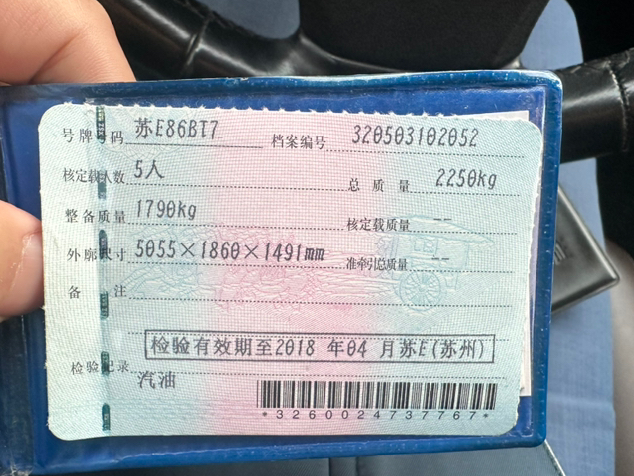 号牌号码 苏E86BT7 档案编号 320503102052
核定载人数 5人 总质量 2250kg
整备质量 1790kg 核定载质量 --
外廓尺寸 5055×1860×1491mm 准牵引总质量 --
备注
检验有效期至2018 年04 月苏E(苏州)
检验记录
汽油
*3260024737767*